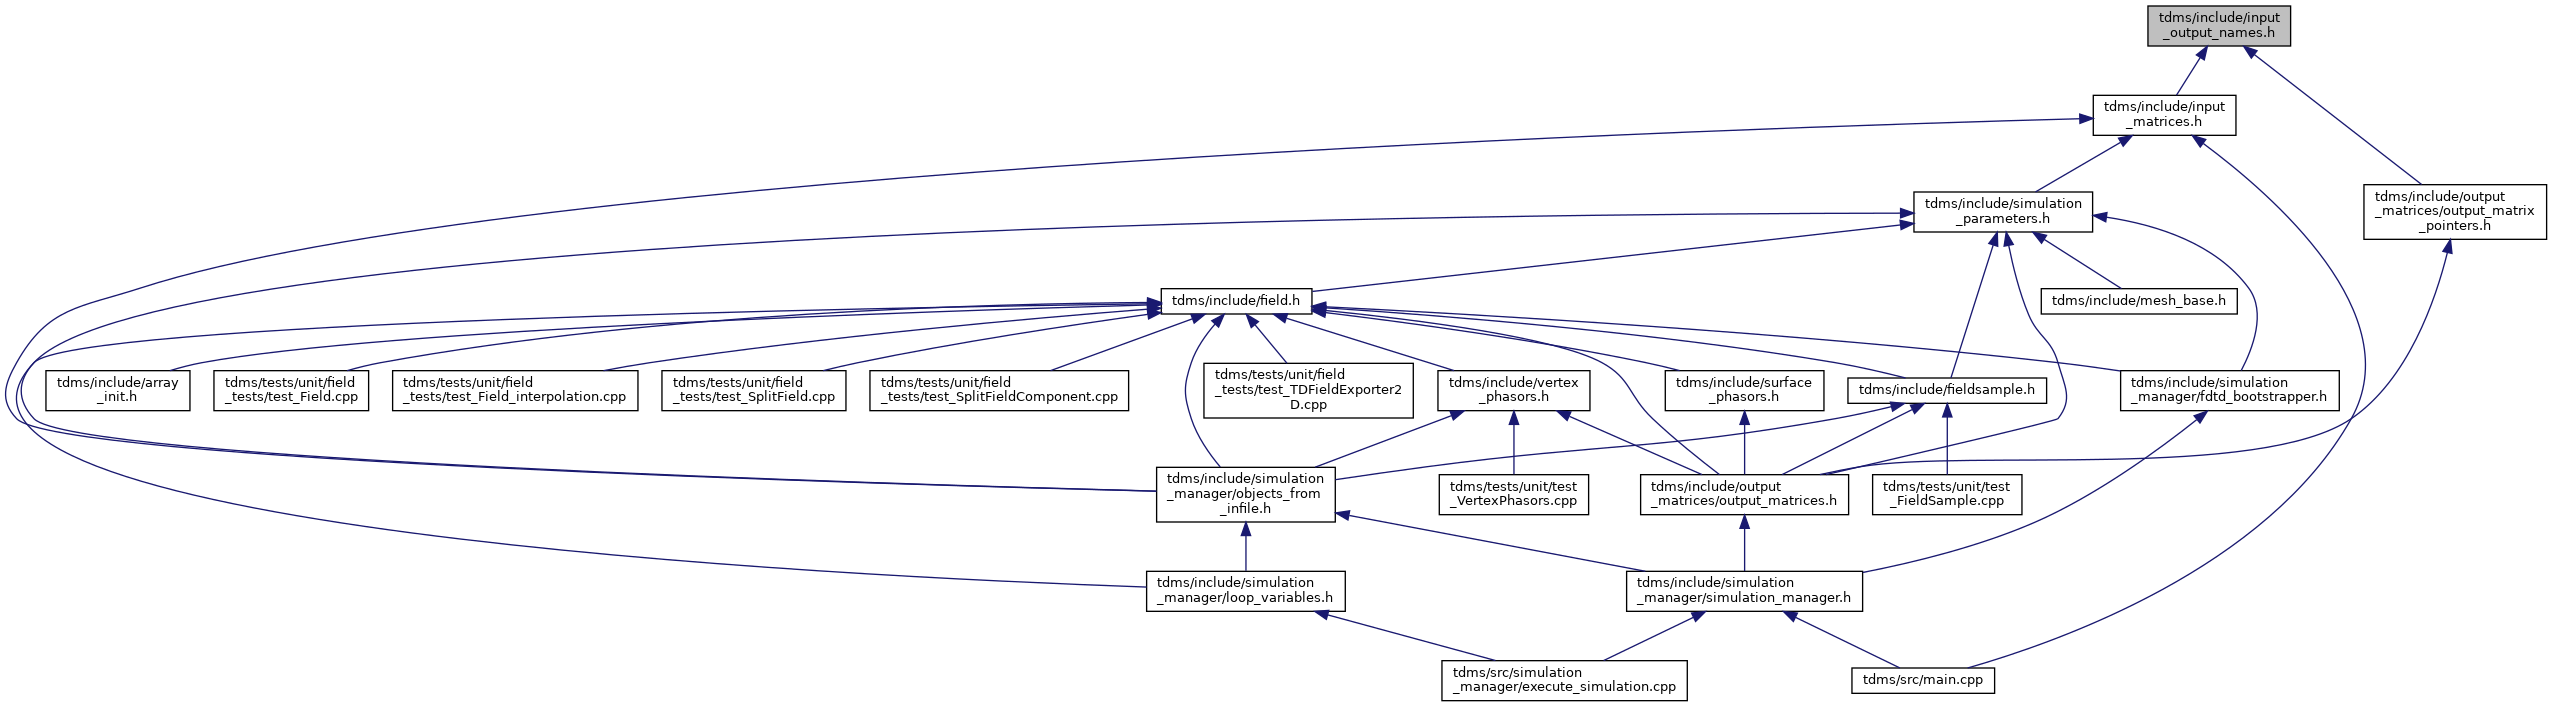 tdms/include/input
_output_names.h
tdms/include/input
_matrices.h
tdms/include/output
_matrices/output_matrix
_pointers.h
tdms/include/simulation
_parameters.h
tdms/include/field.h
tdms/include/mesh_base.h
tdms/include/array
_init.h
tdms/tests/unit/field
_tests/test_Field.cpp
tdms/tests/unit/field
_tests/test_Field_interpolation.cpp
tdms/tests/unit/field
_tests/test_SplitField.cpp
tdms/tests/unit/field
_tests/test_SplitFieldComponent.cpp
tdms/tests/unit/field
_tests/test_TDFieldExporter2
D.cpp
tdms/include/vertex
_phasors.h
tdms/include/surface
_phasors.h
tdms/include/fieldsample.h
tdms/include/simulation
_manager/fdtd_bootstrapper.h
tdms/include/simulation
_manager/objects_from
_infile.h
tdms/tests/unit/test
_VertexPhasors.cpp
tdms/include/output
_matrices/output_matrices.h
tdms/tests/unit/test
_FieldSample.cpp
tdms/include/simulation
_manager/loop_variables.h
tdms/include/simulation
_manager/simulation_manager.h
tdms/src/simulation
_manager/execute_simulation.cpp
tdms/src/main.cpp